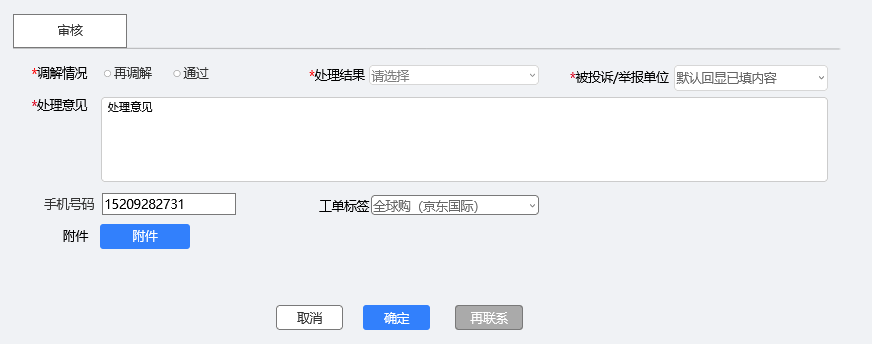 审核
*调解情况 再调解 通过 *处理结果 请选择 *被投诉/举报单位 默认回显已填内容
*处理意见 处理意见
手机号码 15209282731 工单标签 全球购（京东国际）
附件 附件
取消 确定 再联系